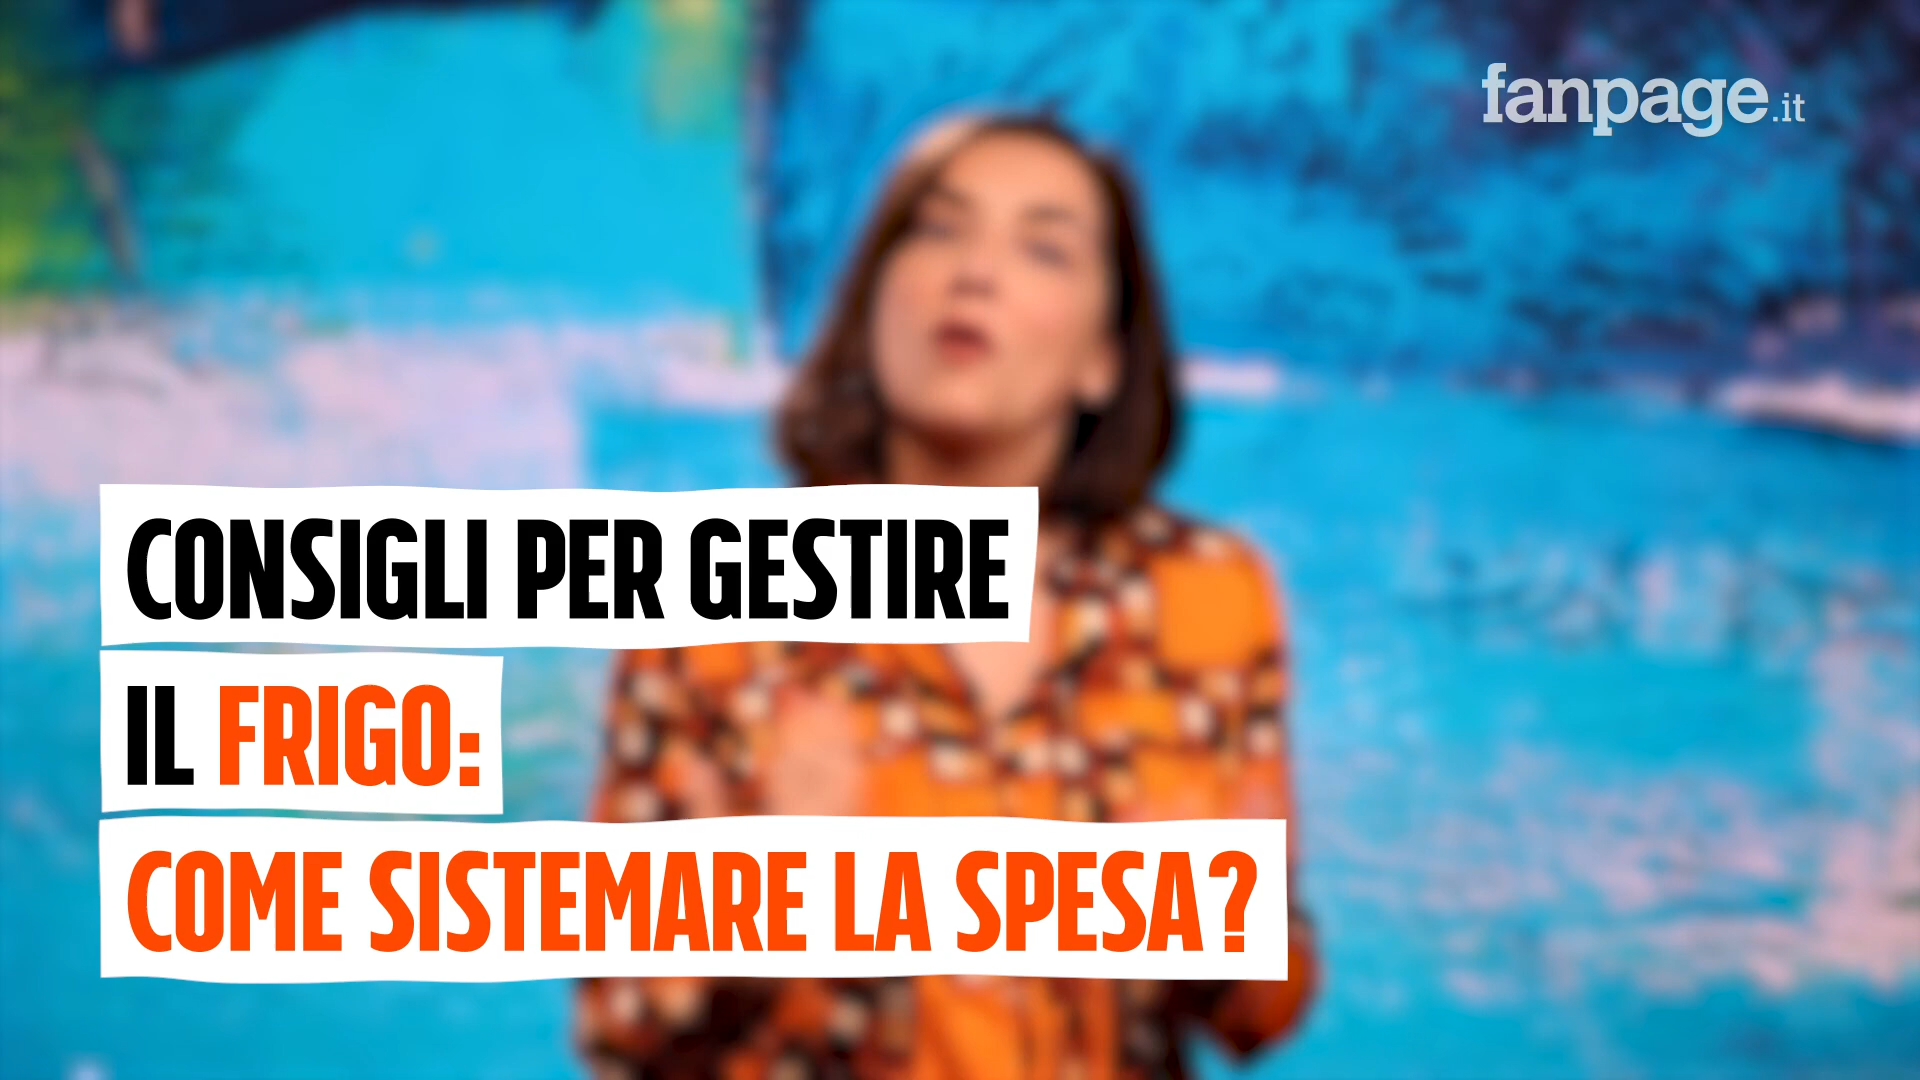 fanpage.it
CONSIGLI PER GESTIRE
IL FRIGO:
COME SISTEMARE LA SPESA?